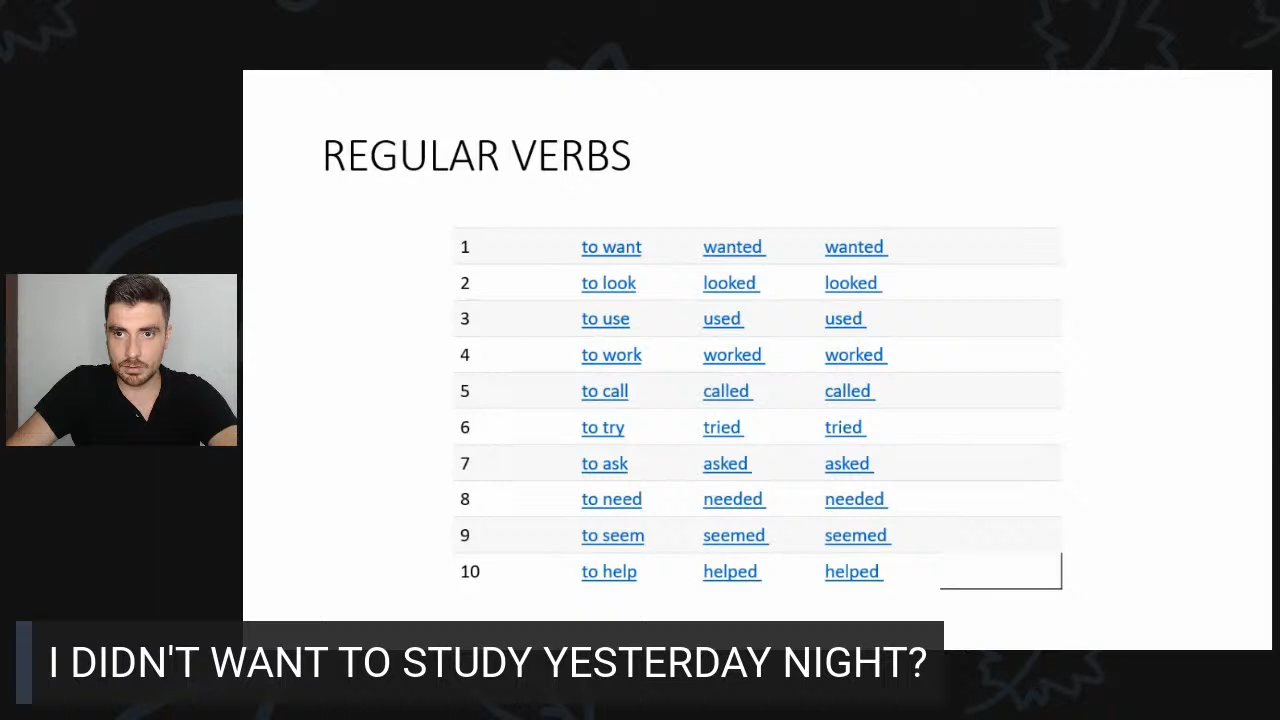 REGULAR VERBS
1 to want wanted wanted
2 to look looked looked
3 to use used used
4 to work worked worked
5 to call called called
6 to try tried tried
7 to ask asked asked
8 to need needed needed
9 to seem seemed seemed
10 to help helped helped
I DIDN'T WANT TO STUDY YESTERDAY NIGHT?